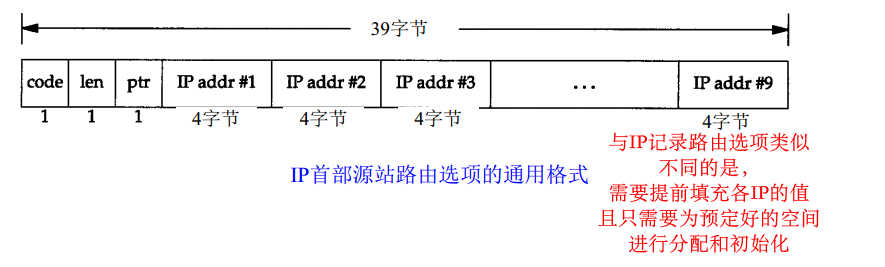 39字节
code len ptr IP addr #1 IP addr #2 IP addr #3 ... IP addr #9
1 1 1 4字节 4字节 4字节 4字节
IP首部源站路由选项的通用格式
与IP记录路由选项类似
不同的是,
需要提前填充各IP的值
且只需要为预定好的空间
进行分配和初始化